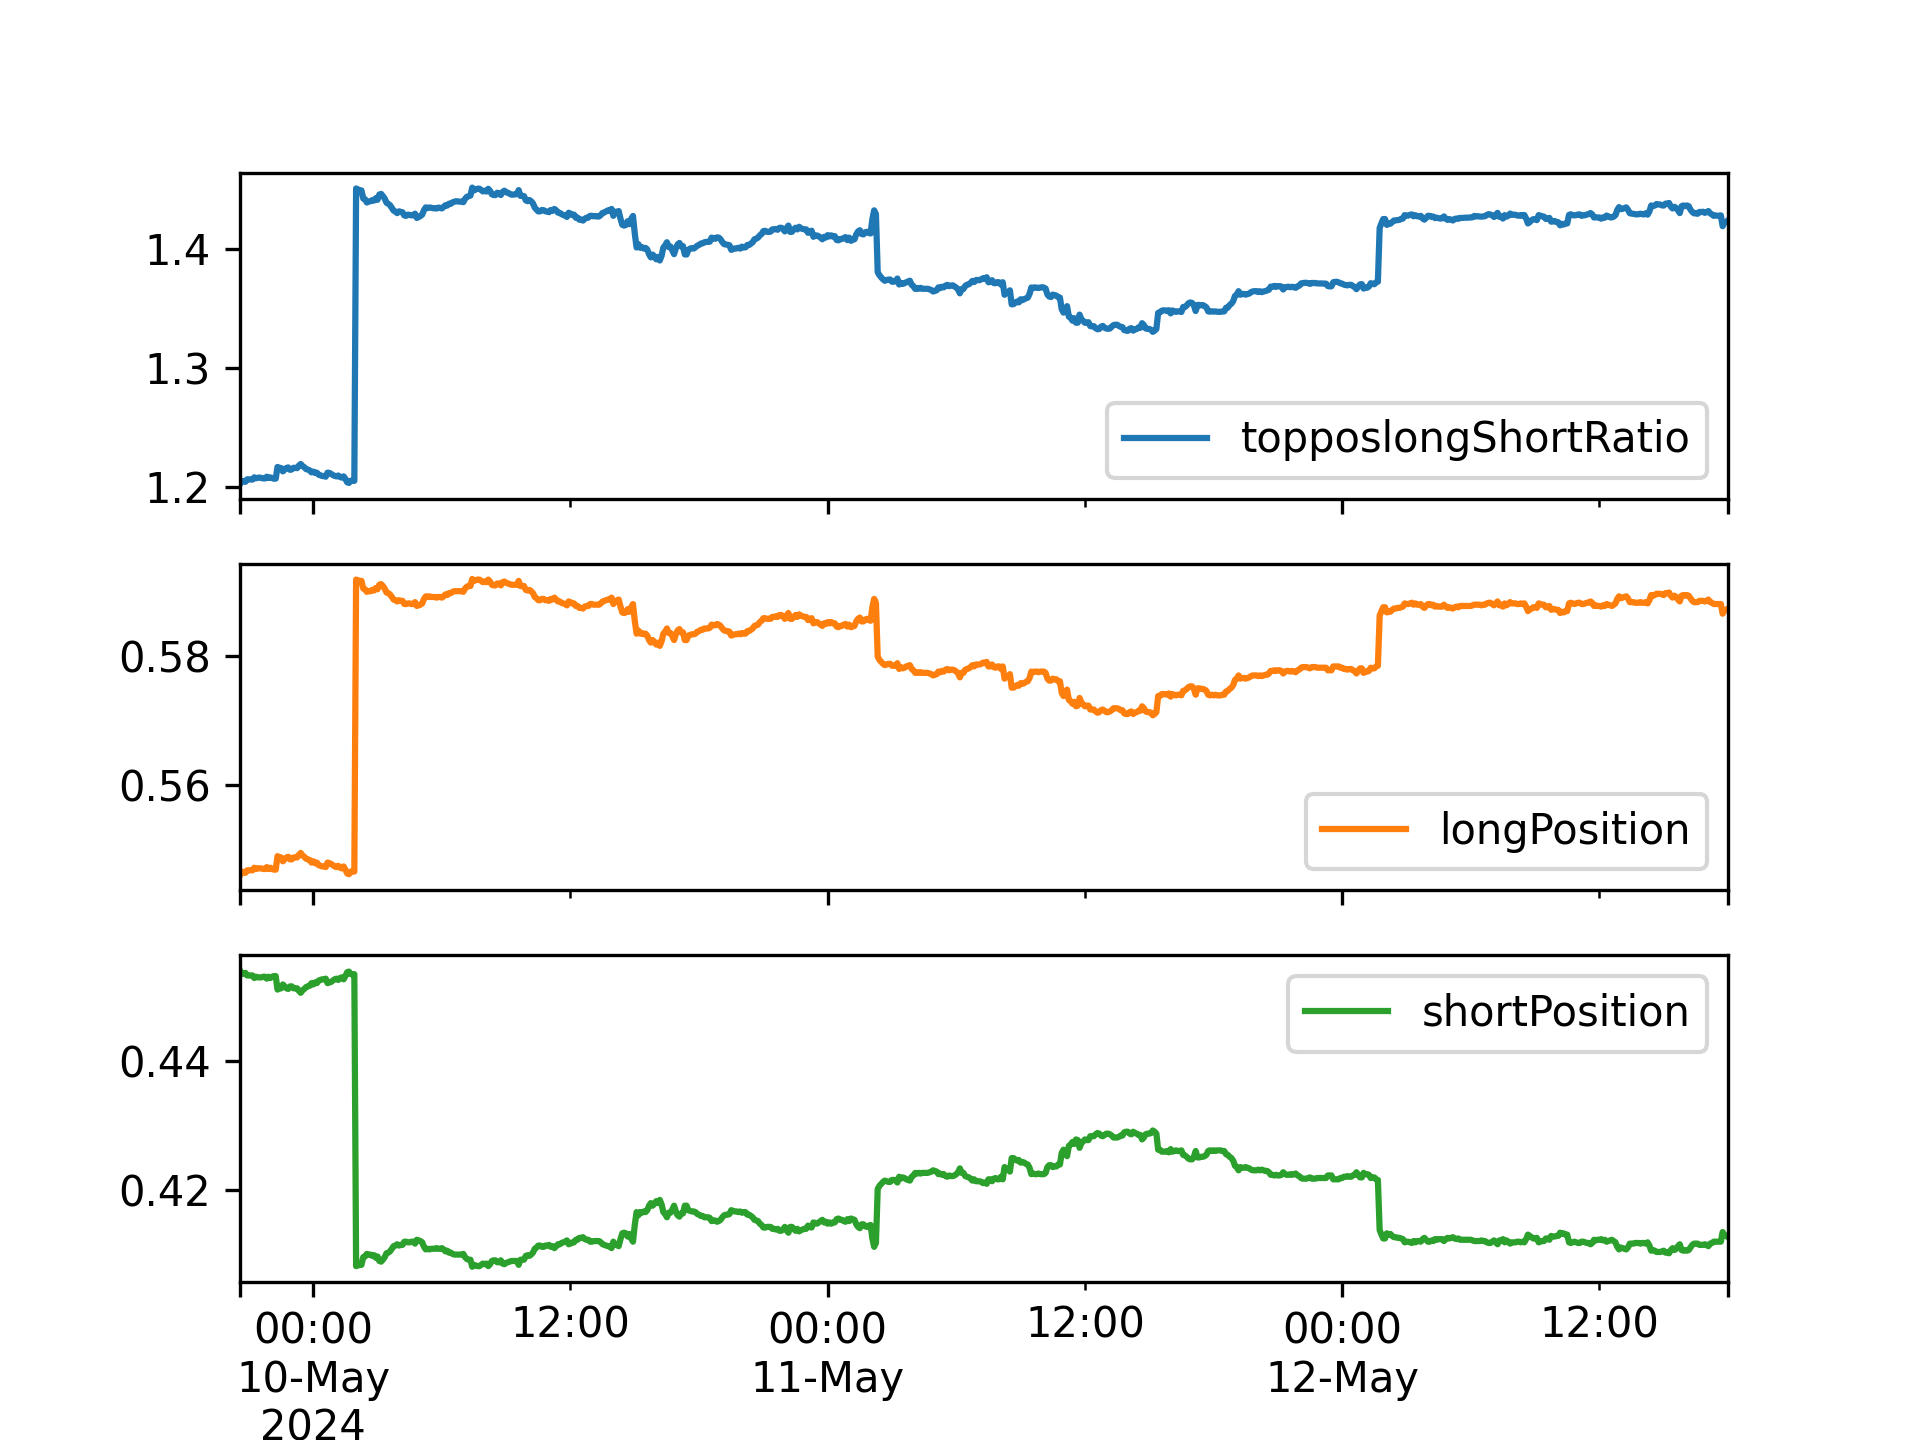 1.4
1.3
1.2
topposlongShortRatio
0.58
0.56
longPosition
0.44
0.42
shortPosition
00:00 12:00 00:00 12:00 00:00 12:00
10-May 11-May 12-May
2024